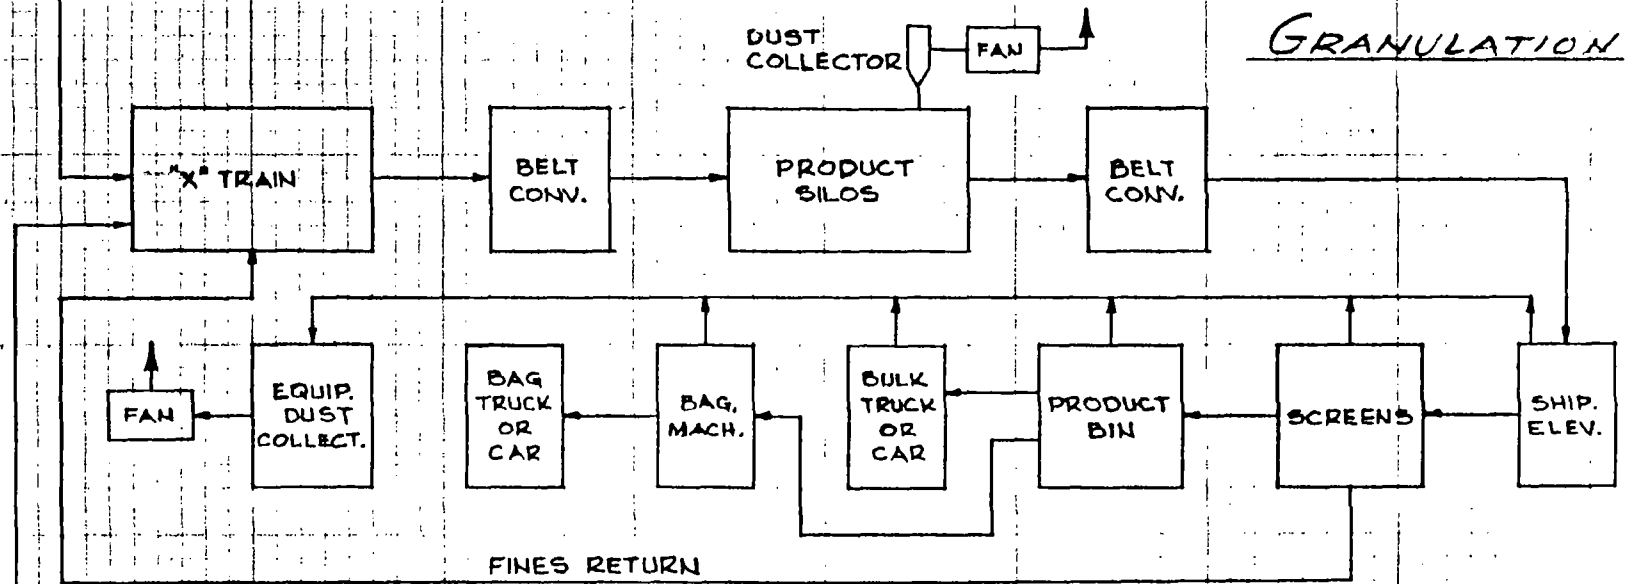 GRANULATION
DUST
COLLECTOR
FAN
"X" TRAIN
BELT
CONV.
PRODUCT
SILOS
BELT
CONV.
FAN
EQUIP.
DUST
COLLECT.
BAG
TRUCK
OR
CAR
BAG.
MACH.
BULK
TRUCK
OR
CAR
PRODUCT
BIN
SCREENS
SHIP.
ELEV.
FINES RETURN